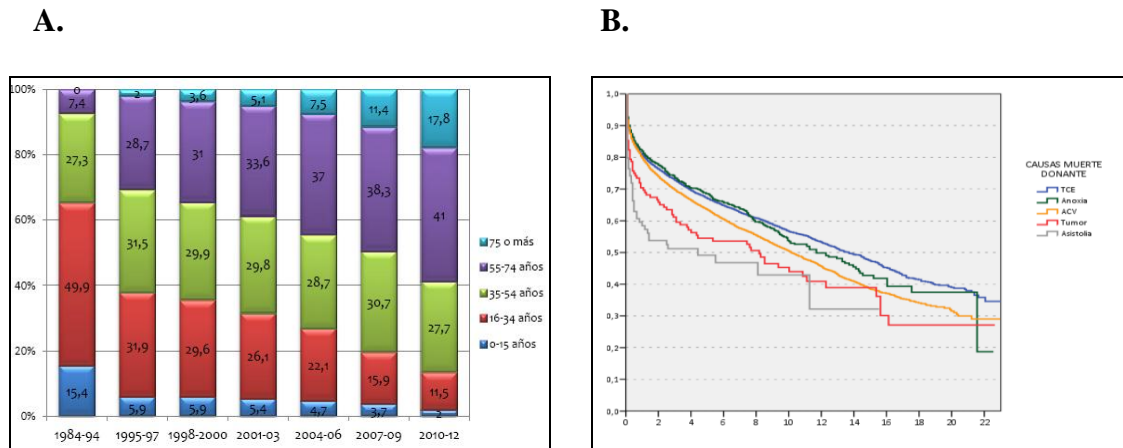 A.
B.
100%
80%
60%
40%
20%
0%
0 2 3,6 5,1 7,5 11,4 17,8
7,4 28,7 31 33,6 37 38,3 41
27,3 31,5 29,9 29,8 28,7 30,7 27,7
49,9 31,9 29,6 26,1 22,1 15,9 11,5
15,4 5,9 5,9 5,4 4,7 3,7 2
1984-94 1995-97 1998-2000 2001-03 2004-06 2007-09 2010-12
75 o más
55-74 años
35-54 años
16-34 años
0-15 años
1,0
0,9
0,8
0,7
0,6
0,5
0,4
0,3
0,2
0,1
0,0
0 2 4 6 8 10 12 14 16 18 20 22
CAUSAS MUERTE
DONANTE
TCE
Anoxia
ACV
Tumor
Asistolia